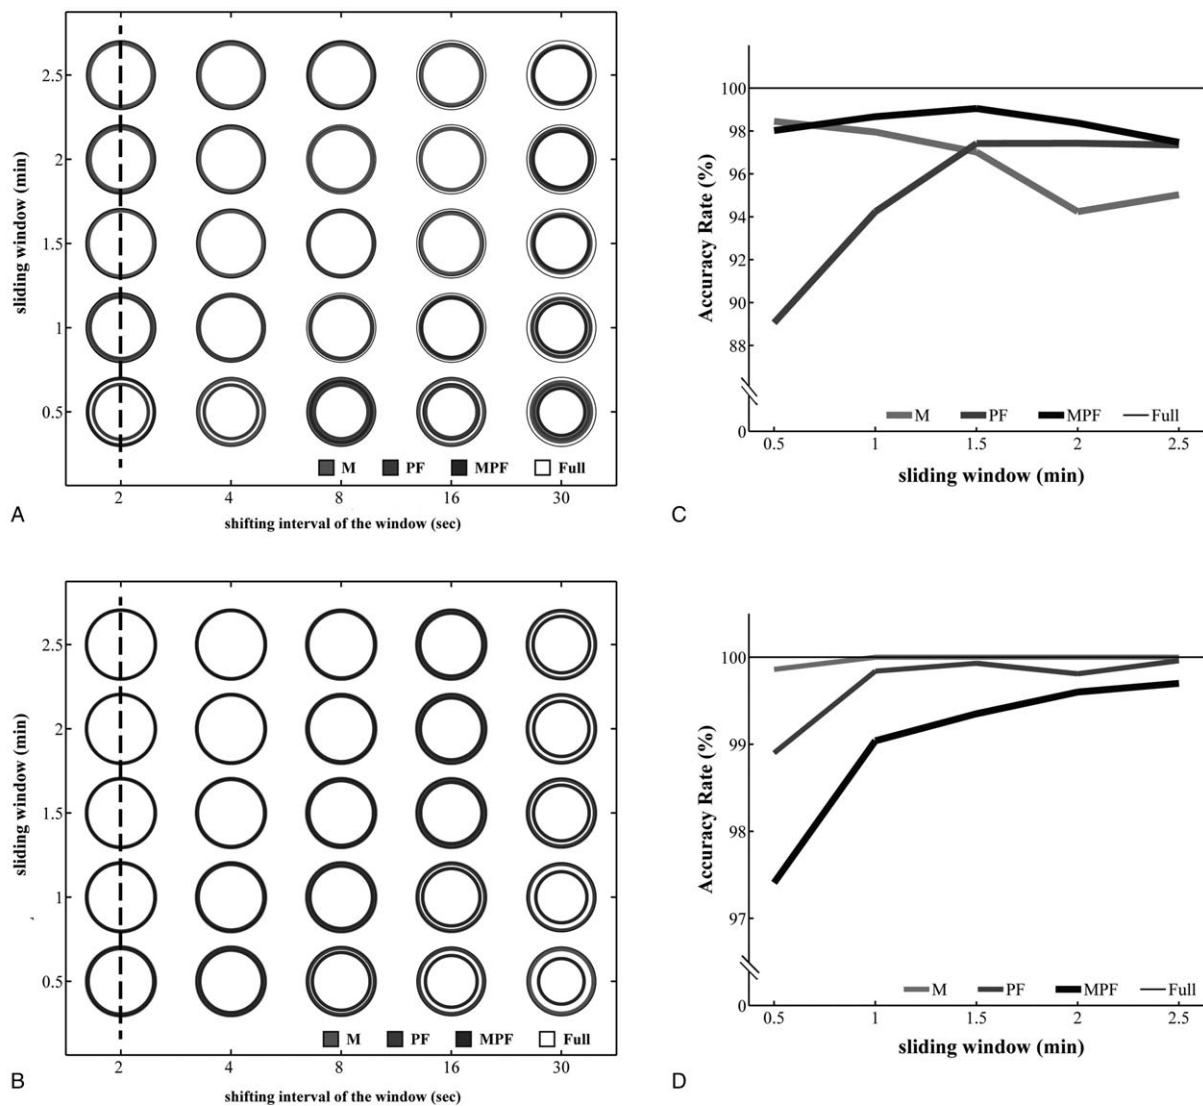 2.5
2
1.5
1
0.5
sliding window (min)
M PF MPF Full
2 4 8 16 30
shifting interval of the window (sec)
A
100
98
96
94
92
90
88
0
Accuracy Rate (%)
M PF MPF Full
0.5 1 1.5 2 2.5
sliding window (min)
C
2.5
2
1.5
1
0.5
sliding window (min)
M PF MPF Full
2 4 8 16 30
shifting interval of the window (sec)
B
100
99
98
97
0
Accuracy Rate (%)
M PF MPF Full
0.5 1 1.5 2 2.5
sliding window (min)
D